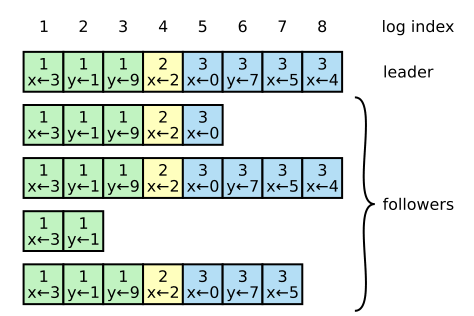 1 2 3 4 5 6 7 8 log index
1 1 1 2 3 3 3 3
x←3 y←1 y←9 x←2 x←0 y←7 x←5 x←4 leader
1 1 1 2 3
x←3 y←1 y←9 x←2 x←0
1 1 1 2 3 3 3 3
x←3 y←1 y←9 x←2 x←0 y←7 x←5 x←4
followers
1 1
x←3 y←1
1 1 1 2 3 3 3
x←3 y←1 y←9 x←2 x←0 y←7 x←5